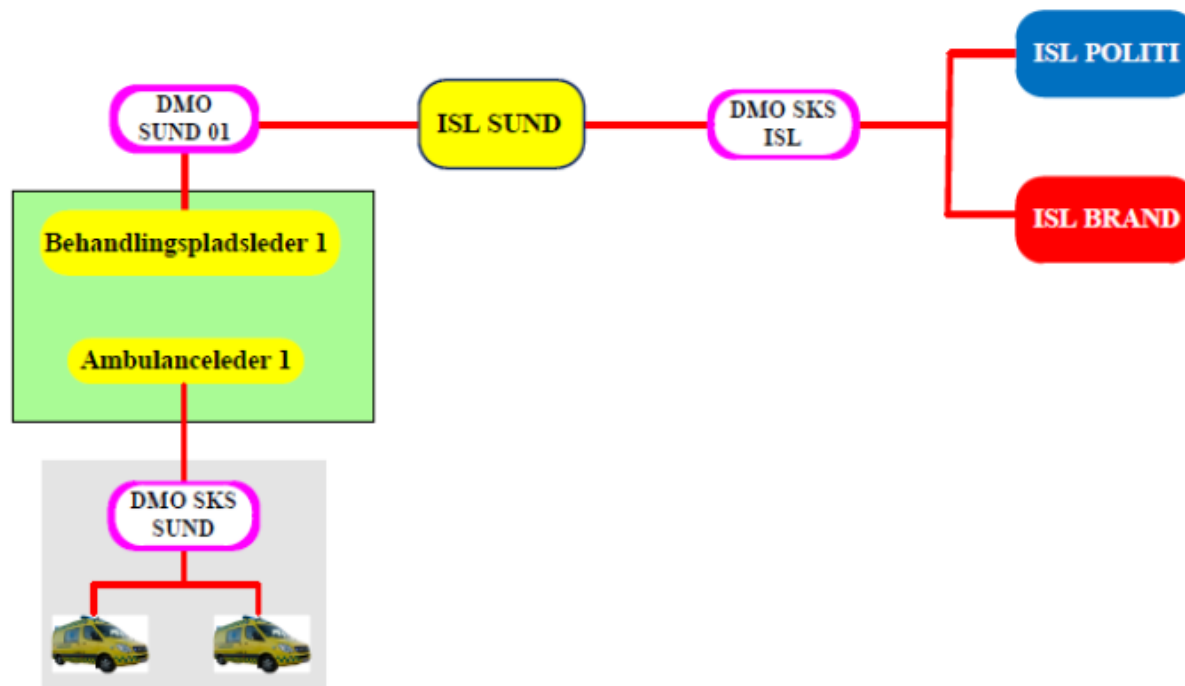 ISL POLITI
DMO
SUND 01
ISL SUND
DMO SKS
ISL
ISL BRAND
Behandlingspladsleder 1
Ambulanceleder 1
DMO SKS
SUND